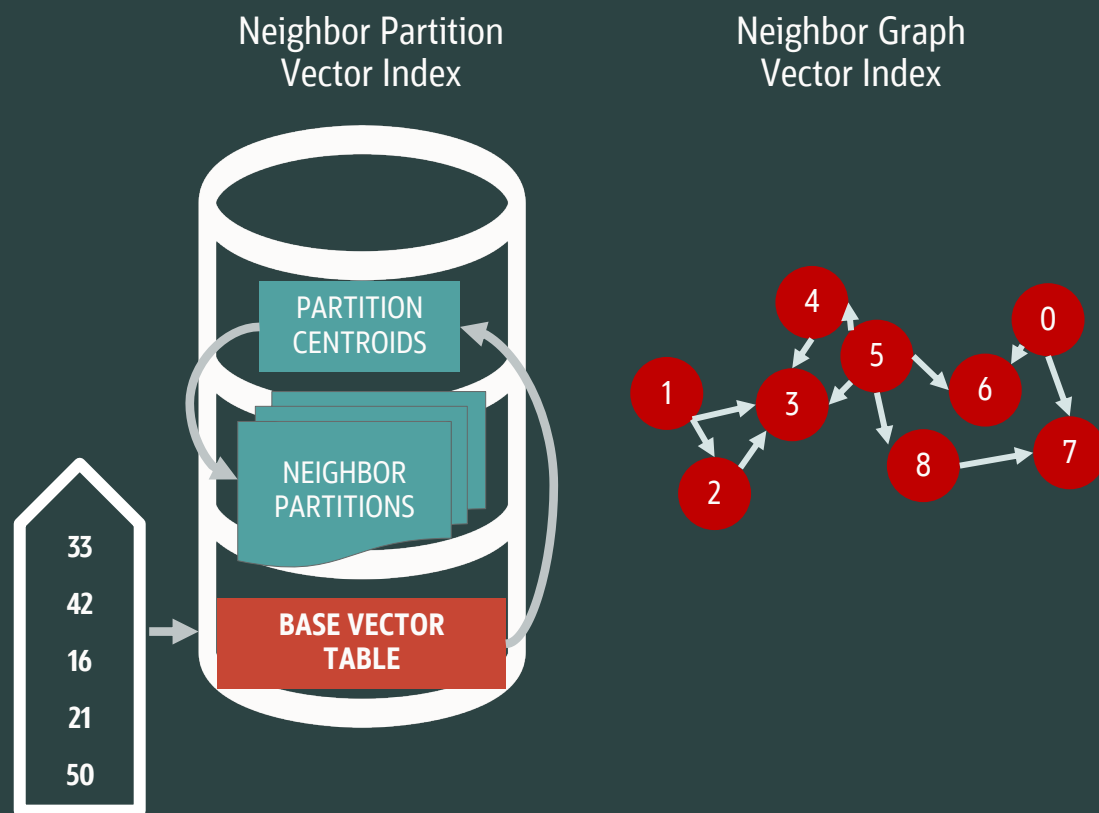 Neighbor Partition
Vector Index
Neighbor Graph
Vector Index
PARTITION
CENTROIDS
NEIGHBOR
PARTITIONS
BASE VECTOR
TABLE
33
42
16
21
50
4
0
5
1
6
3
7
8
2